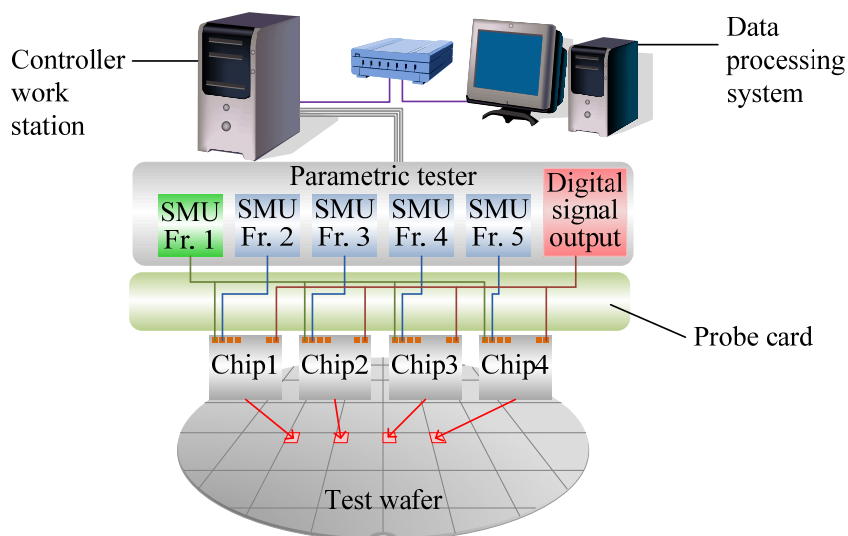 Controller
work
station
Data
processing
system
Parametric tester
SMU
Fr. 1
SMU
Fr. 2
SMU
Fr. 3
SMU
Fr. 4
SMU
Fr. 5
Digital
signal
output
Probe card
Chip1
Chip2
Chip3
Chip4
Test wafer